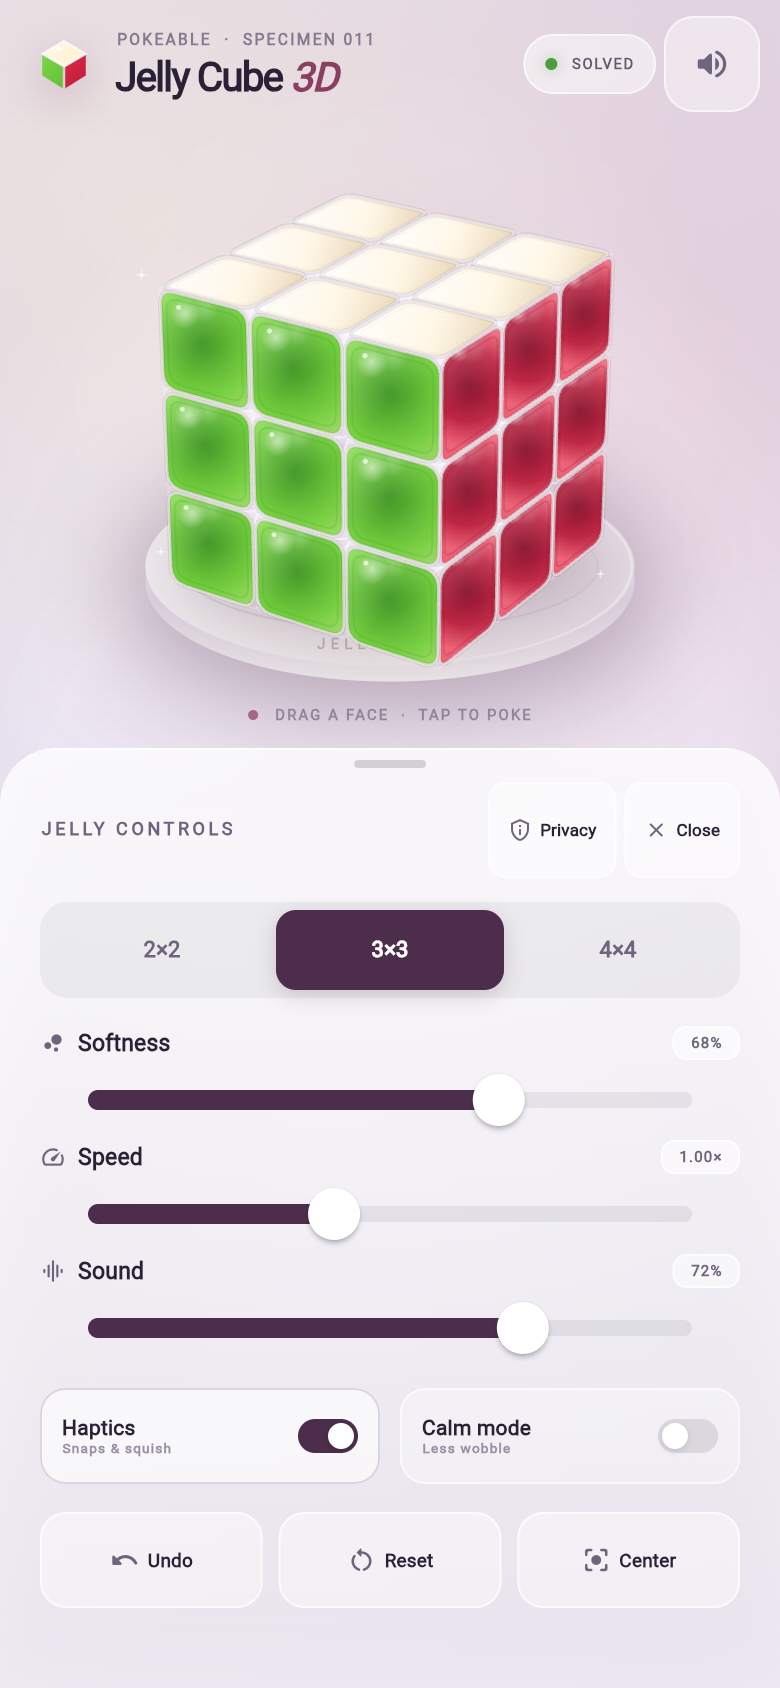 POKEABLE · SPECIMEN 011
Jelly Cube 3D
SOLVED
JELL
DRAG A FACE · TAP TO POKE
JELLY CONTROLS
Privacy
Close
2×2
3×3
4×4
Softness
68%
Speed
1.00×
Sound
72%
Haptics
Snaps & squish
Calm mode
Less wobble
Undo
Reset
Center